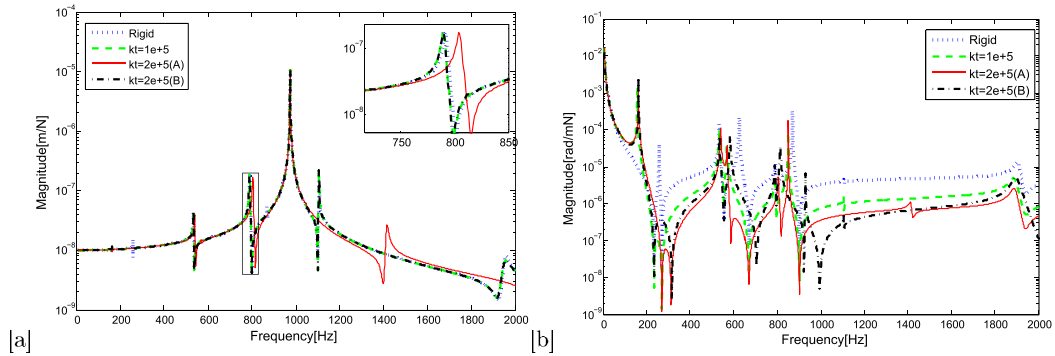 [a]
Magnitude[m/N]
10^-4
10^-5
10^-6
10^-7
10^-8
10^-9
0 200 400 600 800 1000 1200 1400 1600 1800 2000
Frequency[Hz]
Rigid
kt=1e+5
kt=2e+5(A)
kt=2e+5(B)
10^-7
10^-8
750 800 850
[b]
Magnitude[rad/mN]
10^-1
10^-2
10^-3
10^-4
10^-5
10^-6
10^-7
10^-8
10^-9
0 200 400 600 800 1000 1200 1400 1600 1800 2000
Frequency[Hz]
Rigid
kt=1e+5
kt=2e+5(A)
kt=2e+5(B)